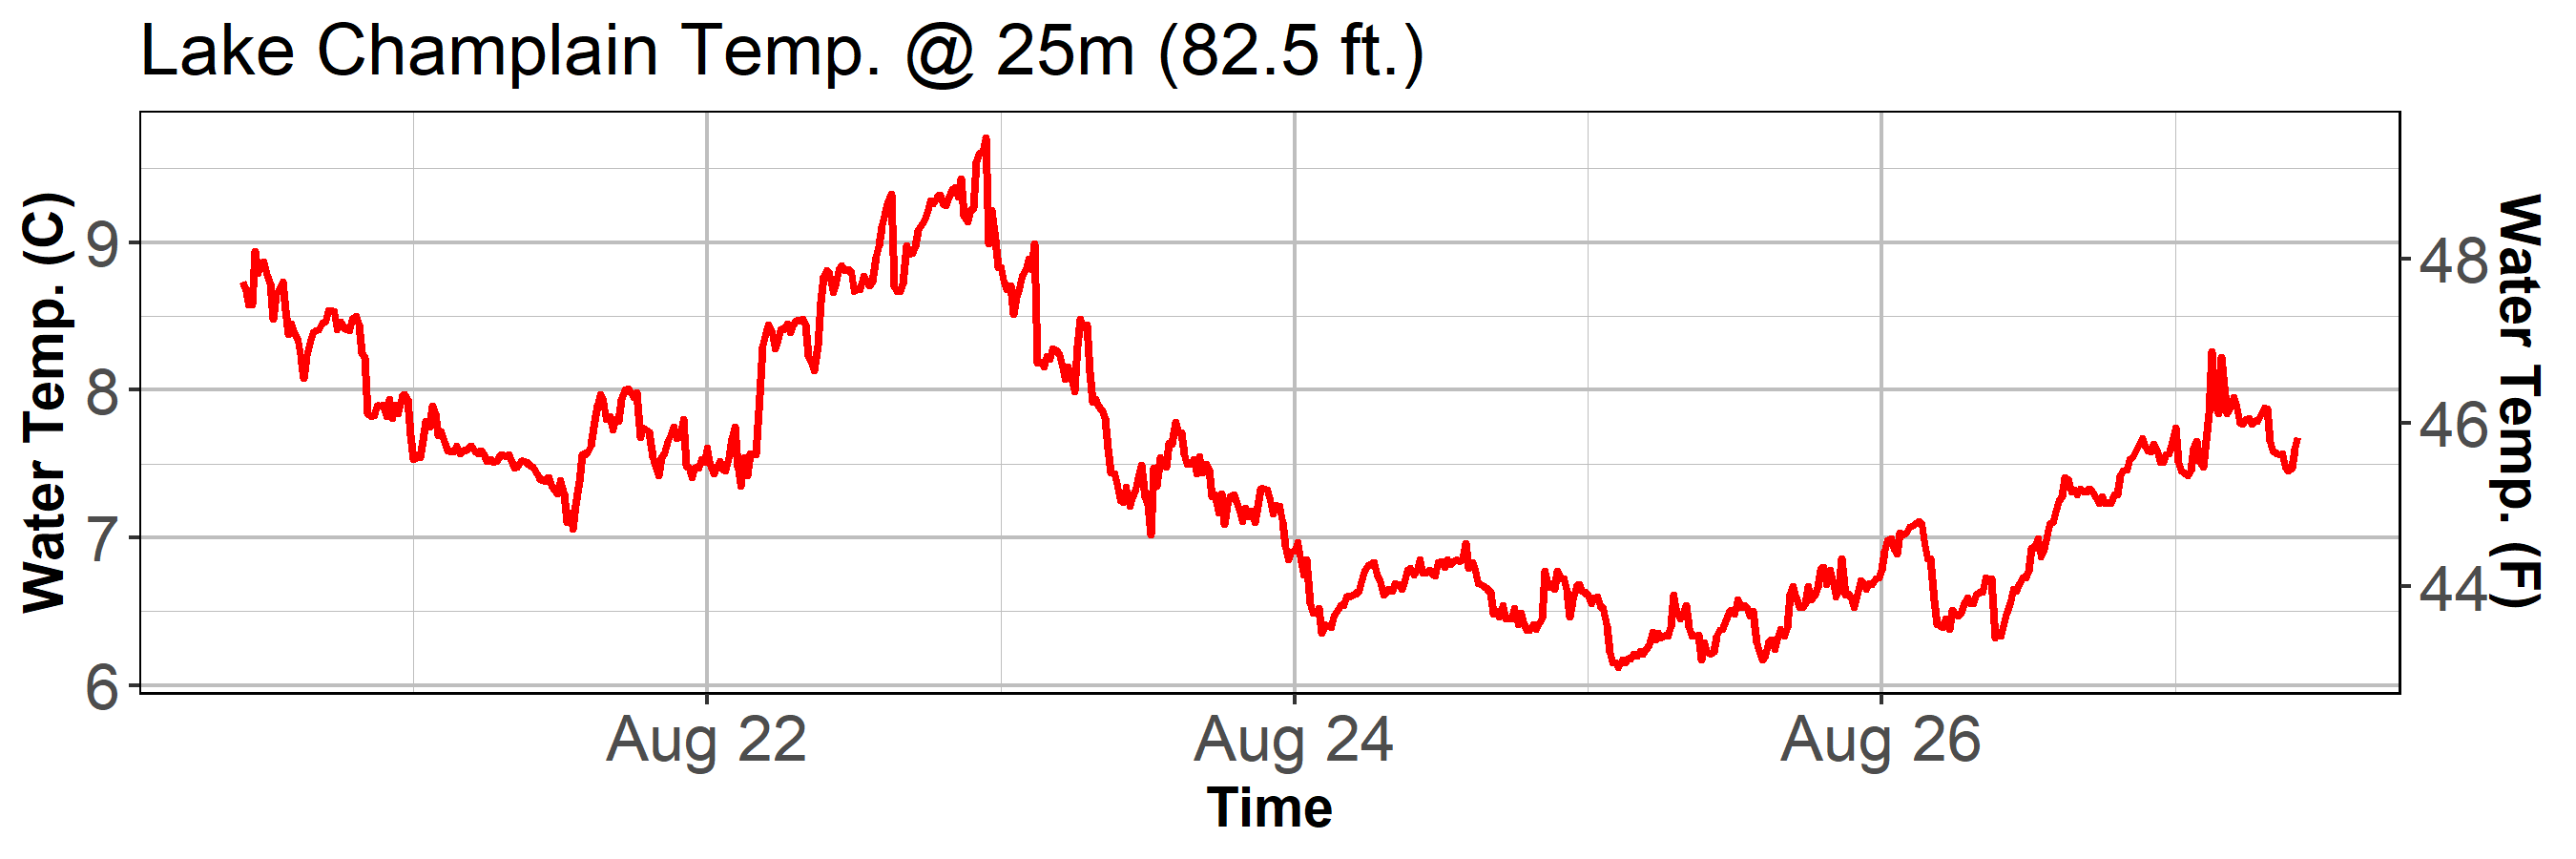 Lake Champlain Temp. @ 25m (82.5 ft.)
Water Temp. (C)
9
8
7
6
48
46
44
Water Temp. (F)
Aug 22
Aug 24
Aug 26
Time